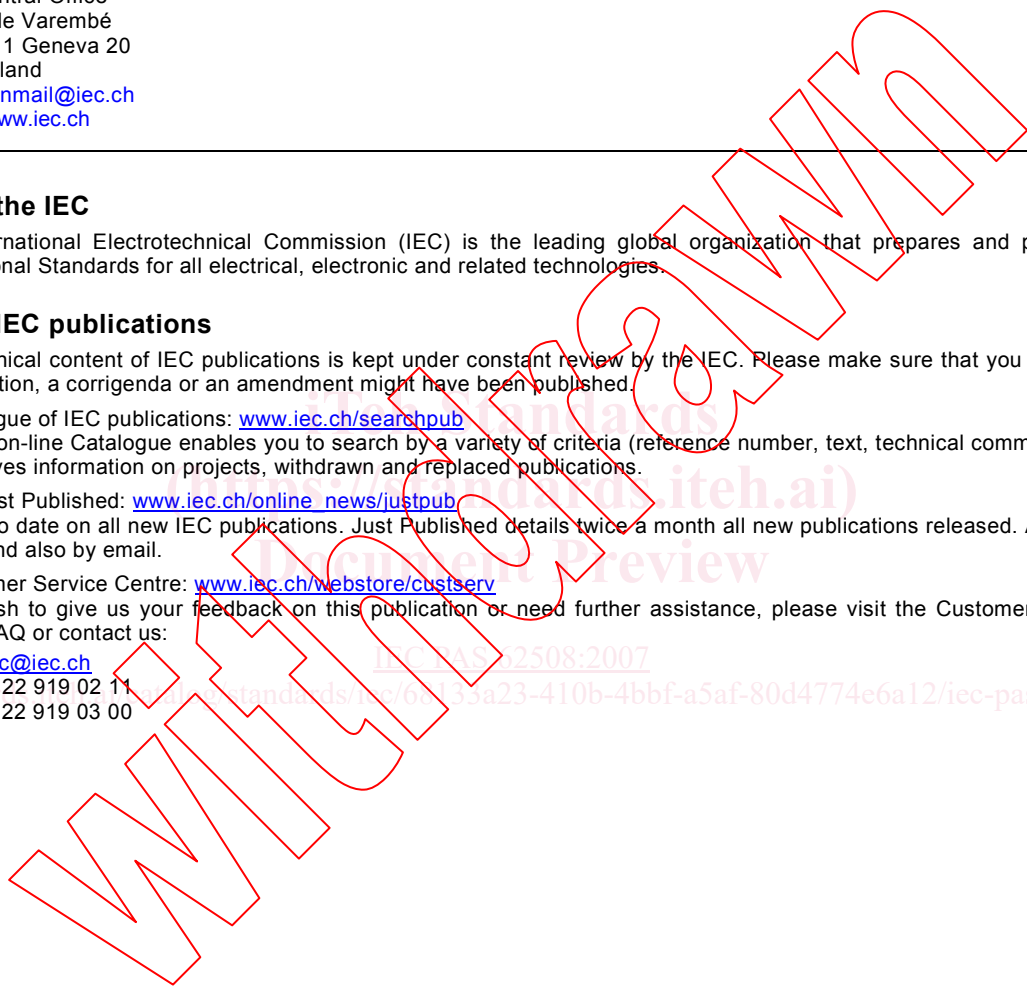 ntral Office
de Varembé
1 Geneva 20
land
nmail@iec.ch
ww.iec.ch
the IEC
rnational Electrotechnical Commission (IEC) is the leading global organization that prepares and p
onal Standards for all electrical, electronic and related technologies.
IEC publications
nical content of IEC publications is kept under constant review by the IEC. Please make sure that you
tion, a corrigenda or an amendment might have been published.
gue of IEC publications: www.iec.ch/searchpub
on-line Catalogue enables you to search by a variety of criteria (reference number, text, technical comm
ves information on projects, withdrawn and replaced publications.
st Published: www.iec.ch/online_news/justpub
o date on all new IEC publications. Just Published details twice a month all new publications released. A
nd also by email.
mer Service Centre: www.iec.ch/webstore/custserv
sh to give us your feedback on this publication or need further assistance, please visit the Customer
AQ or contact us:
c@iec.ch
22 919 02 11
22 919 03 00
withdrawn
iTeh Standards
(https://standards.iteh.ai)
Document Preview
IEC PAS 62508:2007
/catalog/standards/iec/68133a23-410b-4bbf-a5af-80d4774e6a12/iec-pas